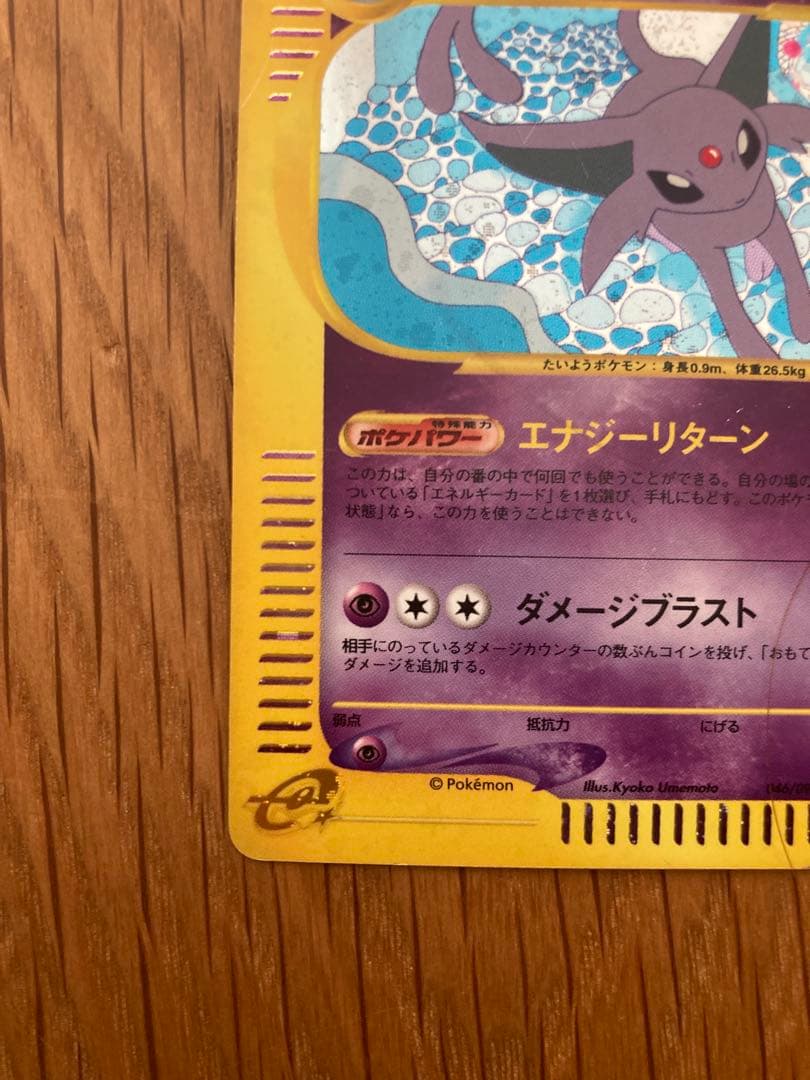 たいようポケモン：身長0.9m、体重26.5kg
特殊能力
ポケパワー エナジーリターン
この力は、自分の番の中で何回でも使うことができる。自分の場の
ついている「エネルギーカード」を1枚選び、手札にもどす。このポケモ
状態」なら、この力を使うことはできない。
ダメージブラスト
相手にのっているダメージカウンターの数ぶんコインを投げ、「おもて
ダメージを追加する。
弱点 抵抗力 にげる
© Pokémon Illus.Kyoko Umemoto 046/0
e